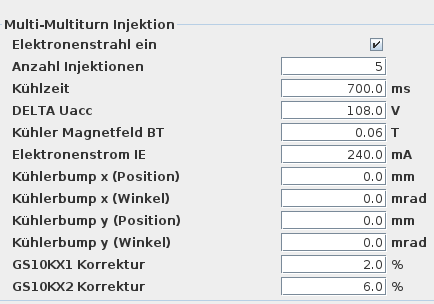 Multi-Multiturn Injektion
Elektronenstrahl ein
Anzahl Injektionen 5
Kühlzeit 700.0 ms
DELTA Uacc 108.0 V
Kühler Magnetfeld BT 0.06 T
Elektronenstrom IE 240.0 mA
Kühlerbump x (Position) 0.0 mm
Kühlerbump x (Winkel) 0.0 mrad
Kühlerbump y (Position) 0.0 mm
Kühlerbump y (Winkel) 0.0 mrad
GS10KX1 Korrektur 2.0 %
GS10KX2 Korrektur 6.0 %